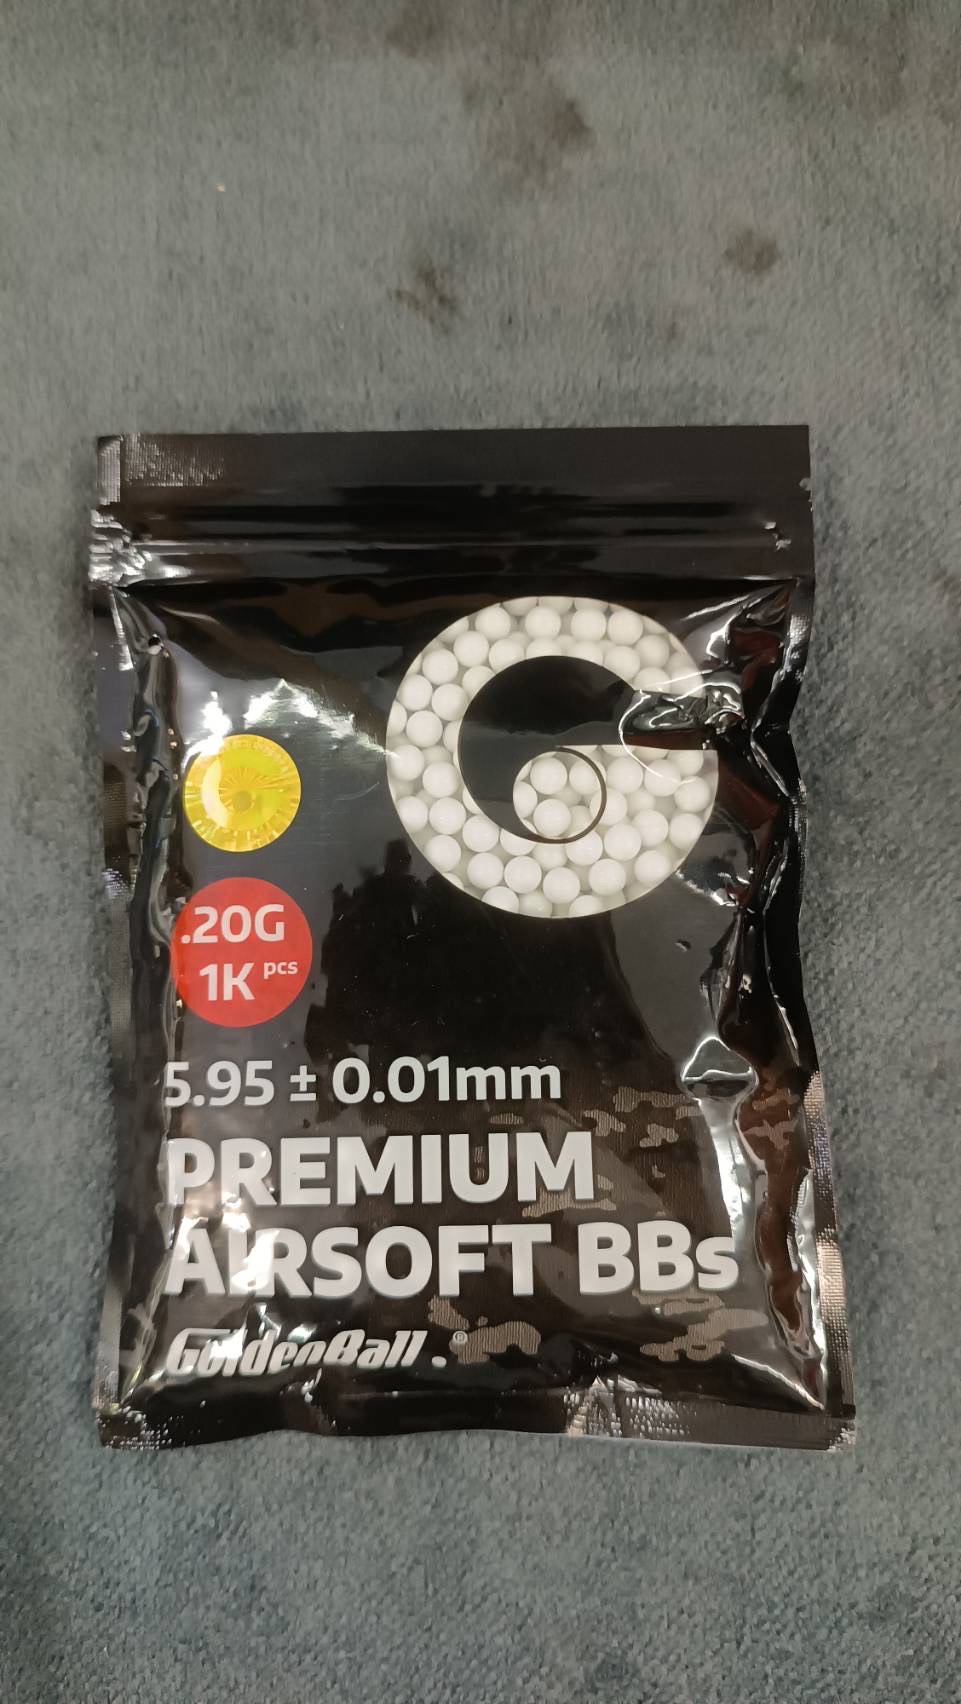 .20G
1K pcs
5.95 ± 0.01mm
PREMIUM
AIRSOFT BBs
GoldenBall.®